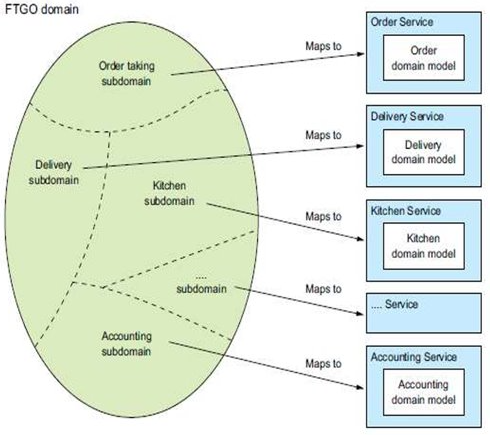 FTGO domain
Order taking
subdomain
Maps to
Order Service
Order
domain model
Delivery
subdomain
Maps to
Delivery Service
Delivery
domain model
Kitchen
subdomain
Maps to
Kitchen Service
Kitchen
domain model
....
subdomain
Maps to
.... Service
Accounting
subdomain
Maps to
Accounting Service
Accounting
domain model